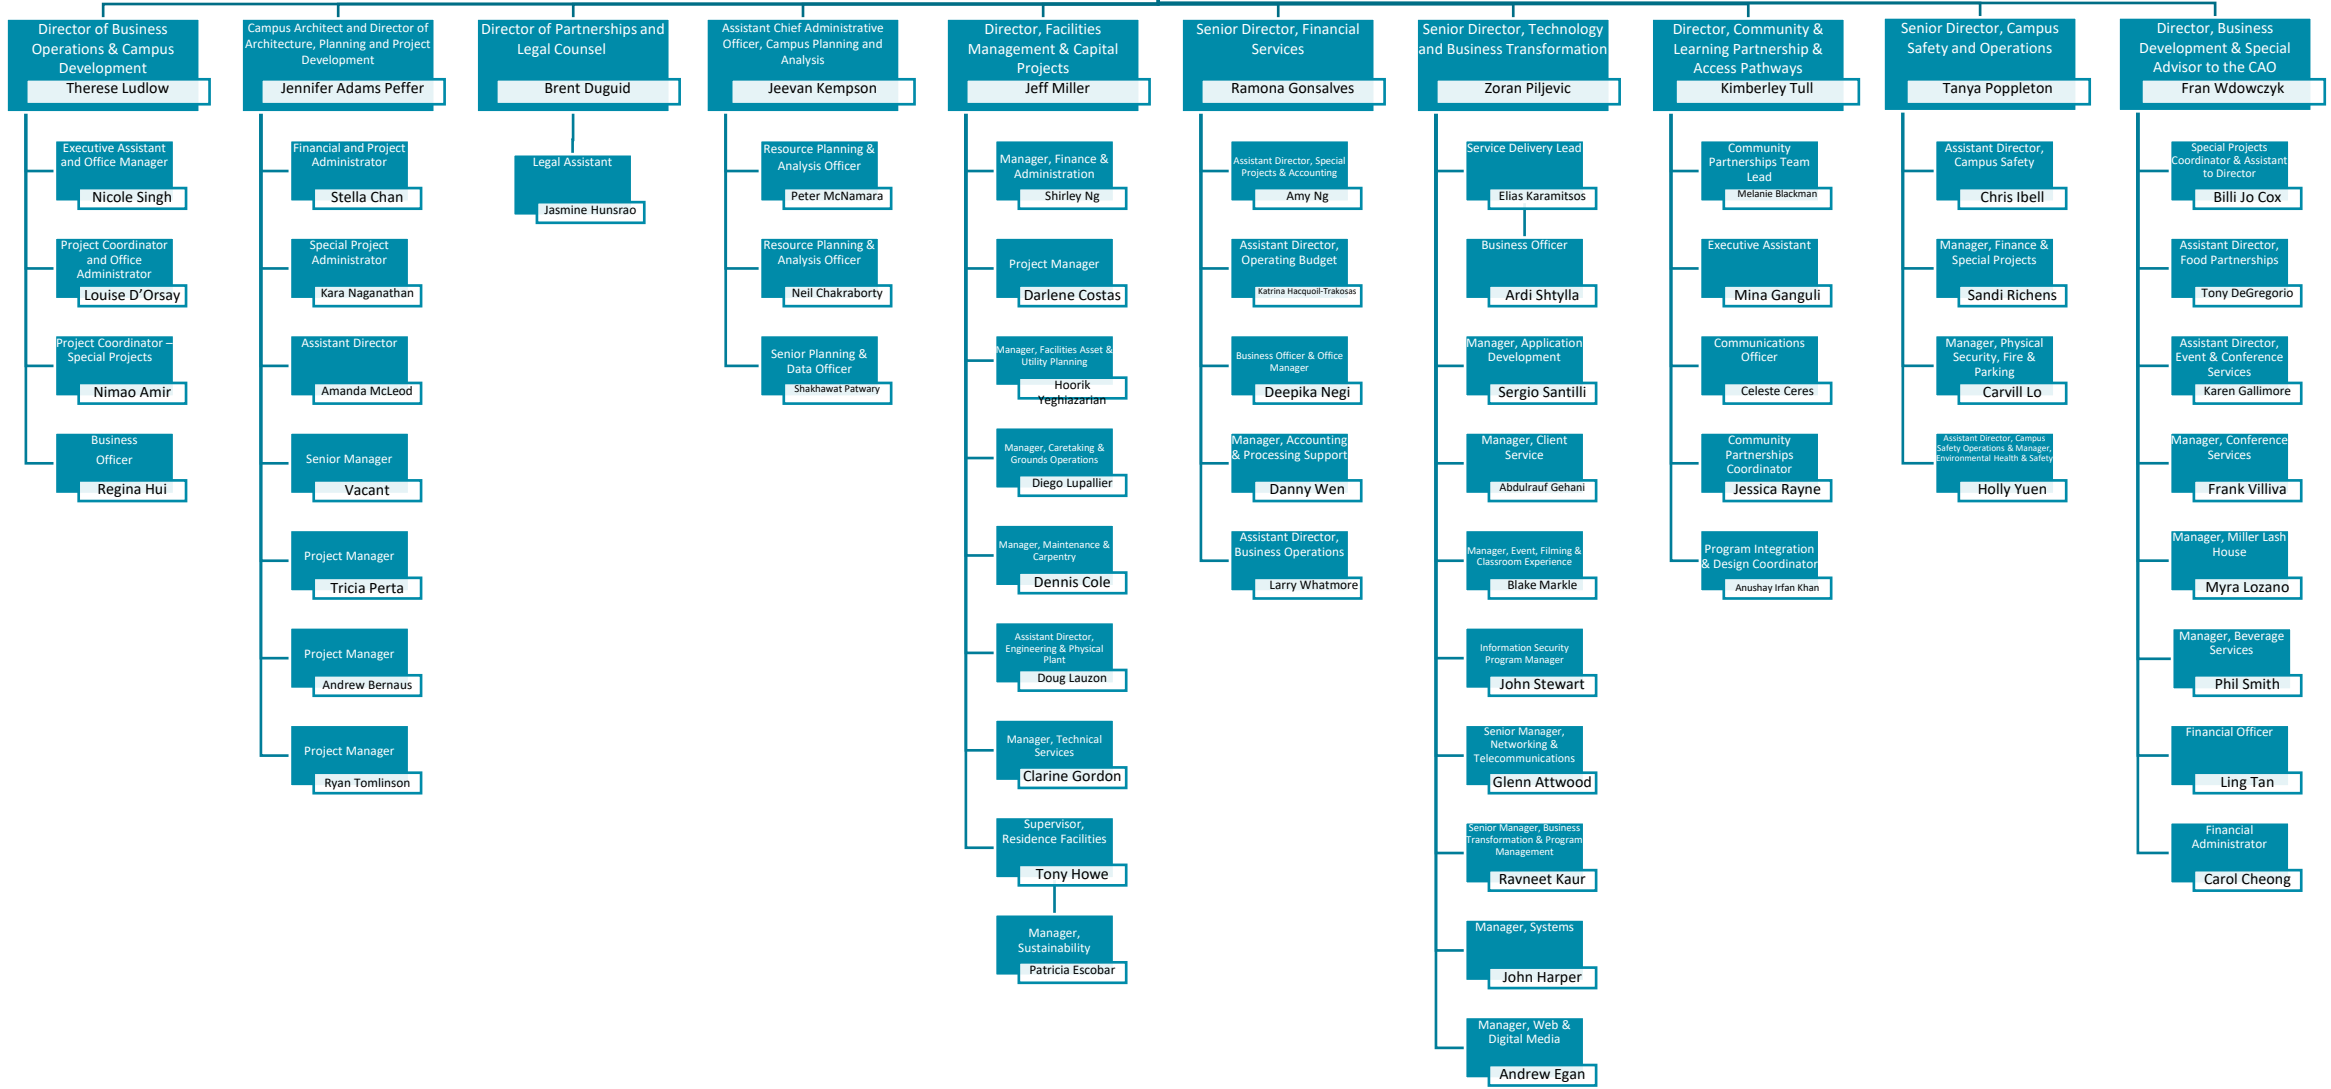 Director of Business
Operations & Campus
Development
Therese Ludlow
Executive Assistant
and Office Manager
Nicole Singh
Project Coordinator
and Office
Administrator
Louise D’Orsay
Project Coordinator –
Special Projects
Nimao Amir
Business
Officer
Regina Hui
Campus Architect and Director of
Architecture, Planning and Project
Development
Jennifer Adams Peffer
Financial and Project
Administrator
Stella Chan
Special Project
Administrator
Kara Naganathan
Assistant Director
Amanda McLeod
Senior Manager
Vacant
Project Manager
Tricia Perta
Project Manager
Andrew Bernaus
Project Manager
Ryan Tomlinson
Director of Partnerships and
Legal Counsel
Brent Duguid
Legal Assistant
Jasmine Hunsrao
Assistant Chief Administrative
Officer, Campus Planning and
Analysis
Jeevan Kempson
Resource Planning &
Analysis Officer
Peter McNamara
Resource Planning &
Analysis Officer
Neil Chakraborty
Senior Planning &
Data Officer
Shakhawat Patwary
Director, Facilities
Management & Capital
Projects
Jeff Miller
Manager, Finance &
Administration
Shirley Ng
Project Manager
Darlene Costas
Manager, Facilities Asset &
Utility Planning
Hoorik
Yeghiazarian
Manager, Caretaking &
Grounds Operations
Diego Lupallier
Manager, Maintenance &
Carpentry
Dennis Cole
Assistant Director,
Engineering & Physical
Plant
Doug Lauzon
Manager, Technical
Services
Clarine Gordon
Supervisor,
Residence Facilities
Tony Howe
Manager,
Sustainability
Patricia Escobar
Senior Director, Financial
Services
Ramona Gonsalves
Assistant Director, Special
Projects & Accounting
Amy Ng
Assistant Director,
Operating Budget
Katrina Hacquoil-Trakosas
Business Officer & Office
Manager
Deepika Negi
Manager, Accounting
& Processing Support
Danny Wen
Assistant Director,
Business Operations
Larry Whatmore
Senior Director, Technology
and Business Transformation
Zoran Piljevic
Service Delivery Lead
Elias Karamitsos
Business Officer
Ardi Shtylla
Manager, Application
Development
Sergio Santilli
Manager, Client
Service
Abdulrauf Gehani
Manager, Event, Filming &
Classroom Experience
Blake Markle
Information Security
Program Manager
John Stewart
Senior Manager,
Networking &
Telecommunications
Glenn Attwood
Senior Manager, Business
Transformation & Program
Management
Ravneet Kaur
Manager, Systems
John Harper
Manager, Web &
Digital Media
Andrew Egan
Director, Community &
Learning Partnership &
Access Pathways
Kimberley Tull
Community
Partnerships Team
Lead
Melanie Blackman
Executive Assistant
Mina Ganguli
Communications
Officer
Celeste Ceres
Community
Partnerships
Coordinator
Jessica Rayne
Program Integration
& Design Coordinator
Anushay Irfan Khan
Senior Director, Campus
Safety and Operations
Tanya Poppleton
Assistant Director,
Campus Safety
Chris Ibell
Manager, Finance &
Special Projects
Sandi Richens
Manager, Physical
Security, Fire &
Parking
Carvill Lo
Assistant Director, Campus
Safety Operations & Manager,
Environmental Health & Safety
Holly Yuen
Director, Business
Development & Special
Advisor to the CAO
Fran Wdowczyk
Special Projects
Coordinator & Assistant
to Director
Billi Jo Cox
Assistant Director,
Food Partnerships
Tony DeGregorio
Assistant Director,
Event & Conference
Services
Karen Gallimore
Manager, Conference
Services
Frank Villiva
Manager, Miller Lash
House
Myra Lozano
Manager, Beverage
Services
Phil Smith
Financial Officer
Ling Tan
Financial
Administrator
Carol Cheong